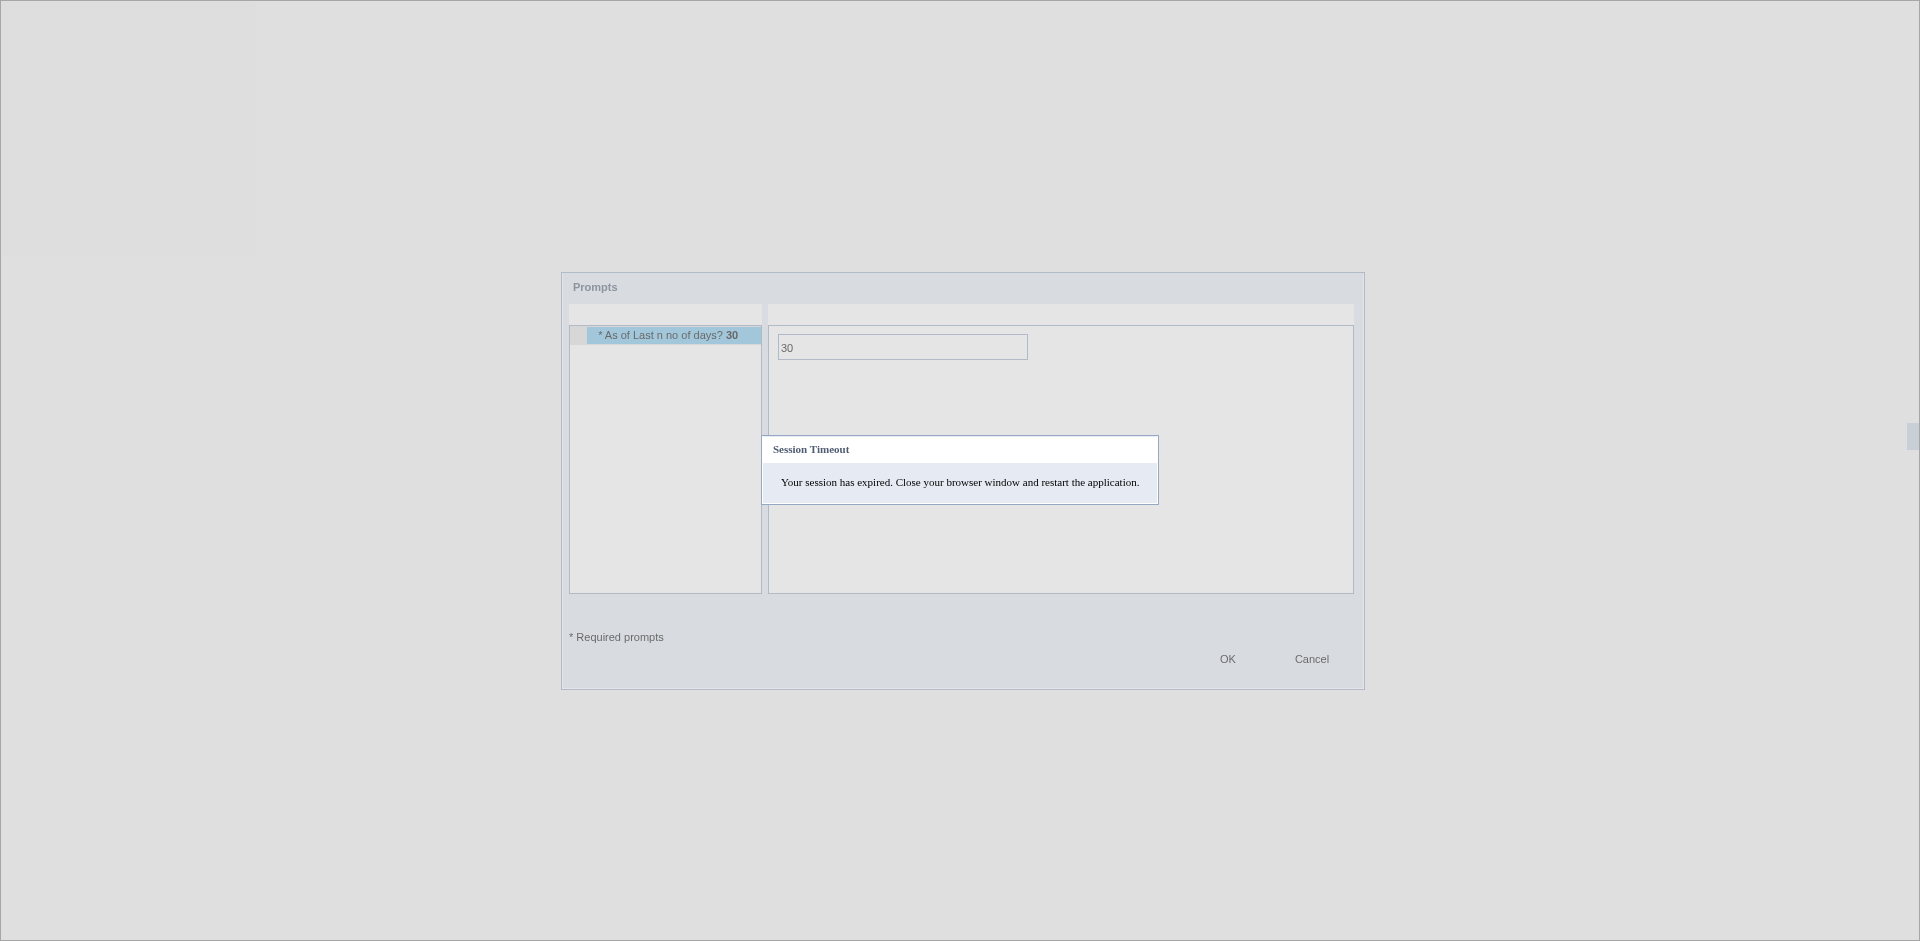 Prompts
* As of Last n no of days? 30
30
Session Timeout
Your session has expired. Close your browser window and restart the application.
* Required prompts
OK
Cancel